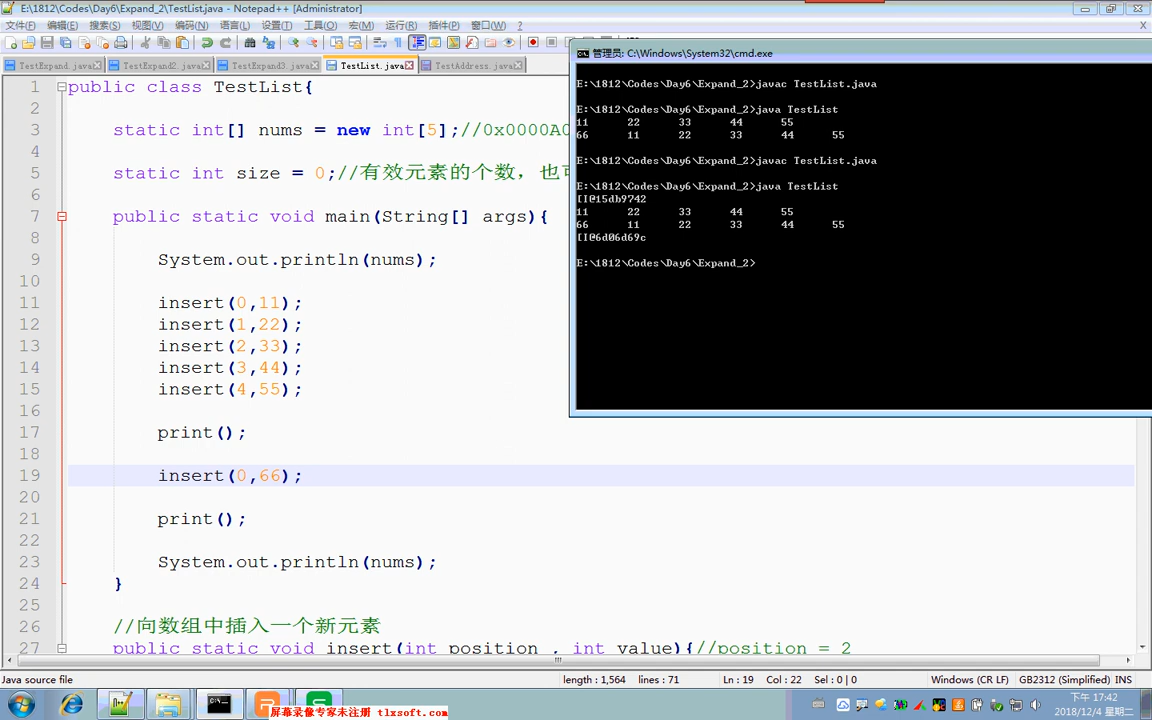 E:\1812\Codes\Day6\Expand_2\TestList.java - Notepad++ [Administrator]
文件(F) 编辑(E) 搜索(S) 视图(V) 编码(N) 语言(L) 设置(T) 工具(O) 宏(M) 运行(R) 插件(P) 窗口(W) ?
X
TestExpand.java TestExpand2.java TestExpand3.java TestList.java TestAddress.java
管理员: C:\Windows\System32\cmd.exe
E:\1812\Codes\Day6\Expand_2>javac TestList.java
E:\1812\Codes\Day6\Expand_2>java TestList
11 22 33 44 55
66 11 22 33 44 55
E:\1812\Codes\Day6\Expand_2>javac TestList.java
E:\1812\Codes\Day6\Expand_2>java TestList
[I@15db9742
11 22 33 44 55
66 11 22 33 44 55
[I@6d06d69c
E:\1812\Codes\Day6\Expand_2>
1 public class TestList{
2
3 static int[] nums = new int[5];//0x0000A0
4
5 static int size = 0;//有效元素的个数，也
6
7 public static void main(String[] args){
8
9 System.out.println(nums);
10
11 insert(0,11);
12 insert(1,22);
13 insert(2,33);
14 insert(3,44);
15 insert(4,55);
16
17 print();
18
19 insert(0,66);
20
21 print();
22
23 System.out.println(nums);
24 }
25
26 //向数组中插入一个新元素
27 public static void insert(int position , int value){//position = 2
Java source file length : 1,564 lines : 71 Ln : 19 Col : 22 Sel : 0 | 0 Windows (CR LF) GB2312 (Simplified) INS
屏幕录像专家未注册 tlxsoft.com
下午 17:42
2018/12/4 星期二